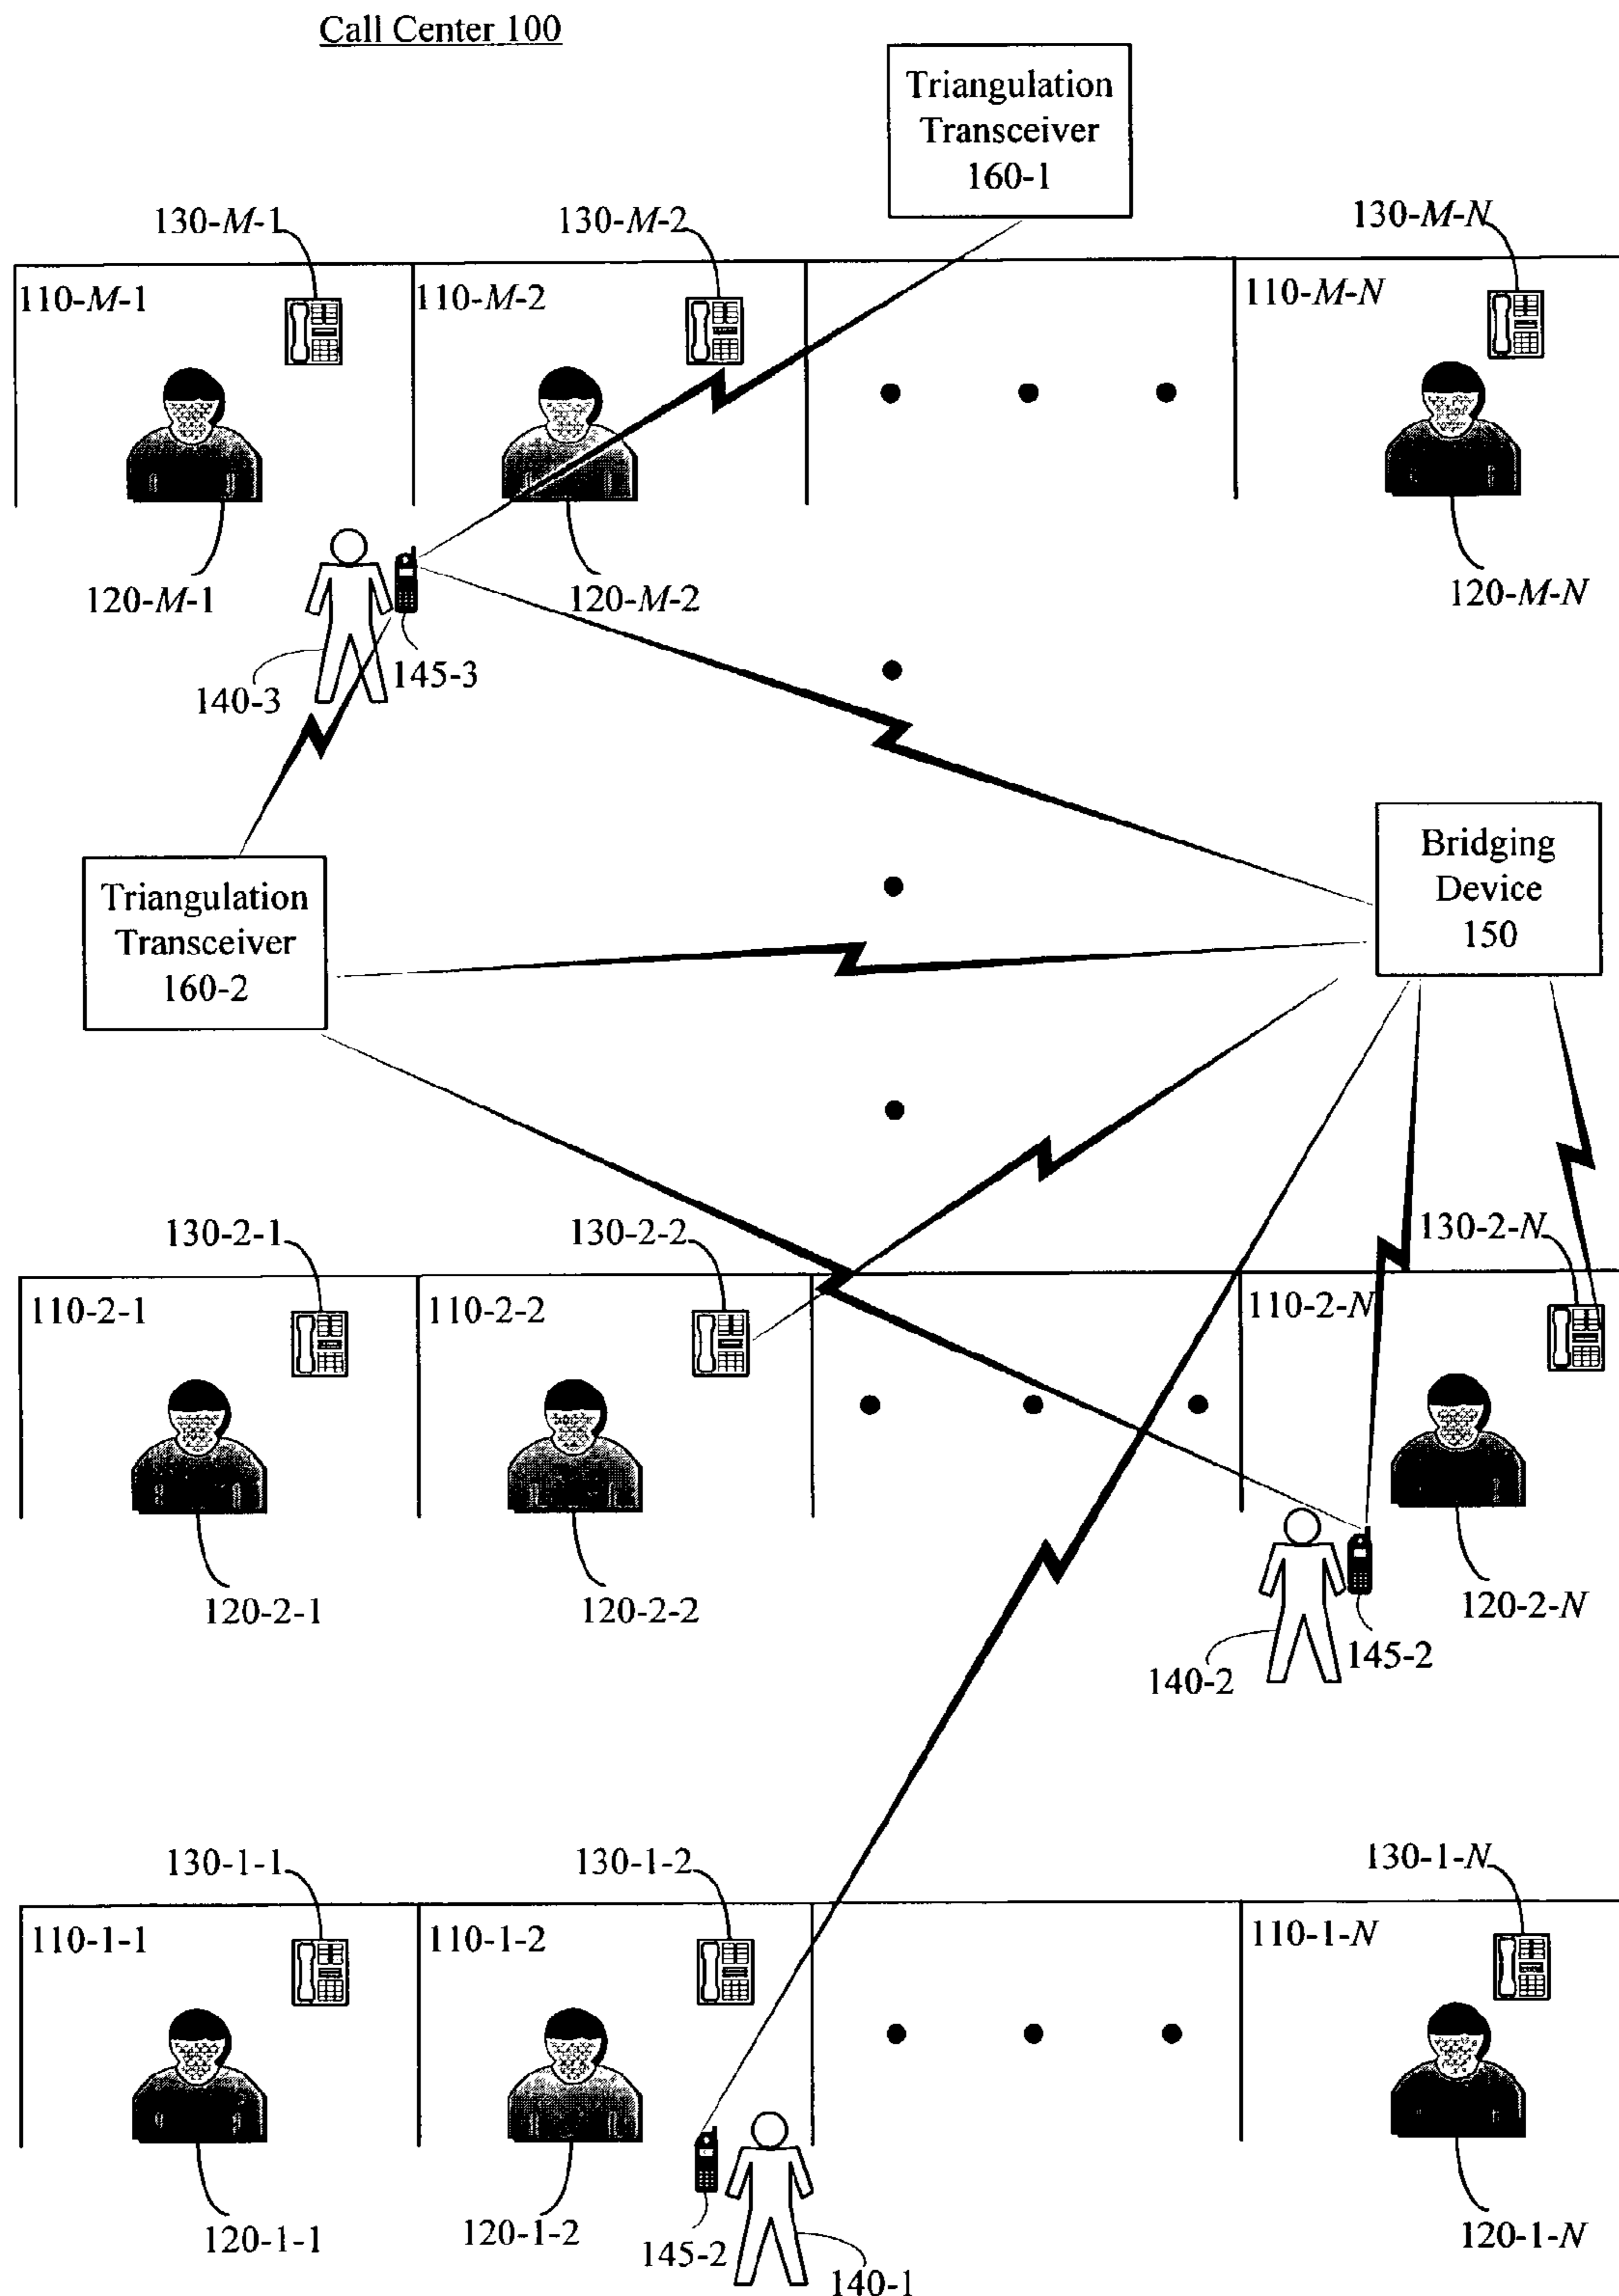 Call Center 100
Triangulation
Transceiver
160-1
130-M-1
130-M-2
130-M-N
110-M-1
110-M-2
110-M-N
120-M-1
120-M-2
120-M-N
140-3
145-3
Bridging
Device
150
Triangulation
Transceiver
160-2
130-2-1
130-2-2
130-2-N
110-2-1
110-2-2
110-2-N
120-2-1
120-2-2
120-2-N
140-2
145-2
130-1-1
130-1-2
130-1-N
110-1-1
110-1-2
110-1-N
120-1-1
120-1-2
145-2
140-1
120-1-N